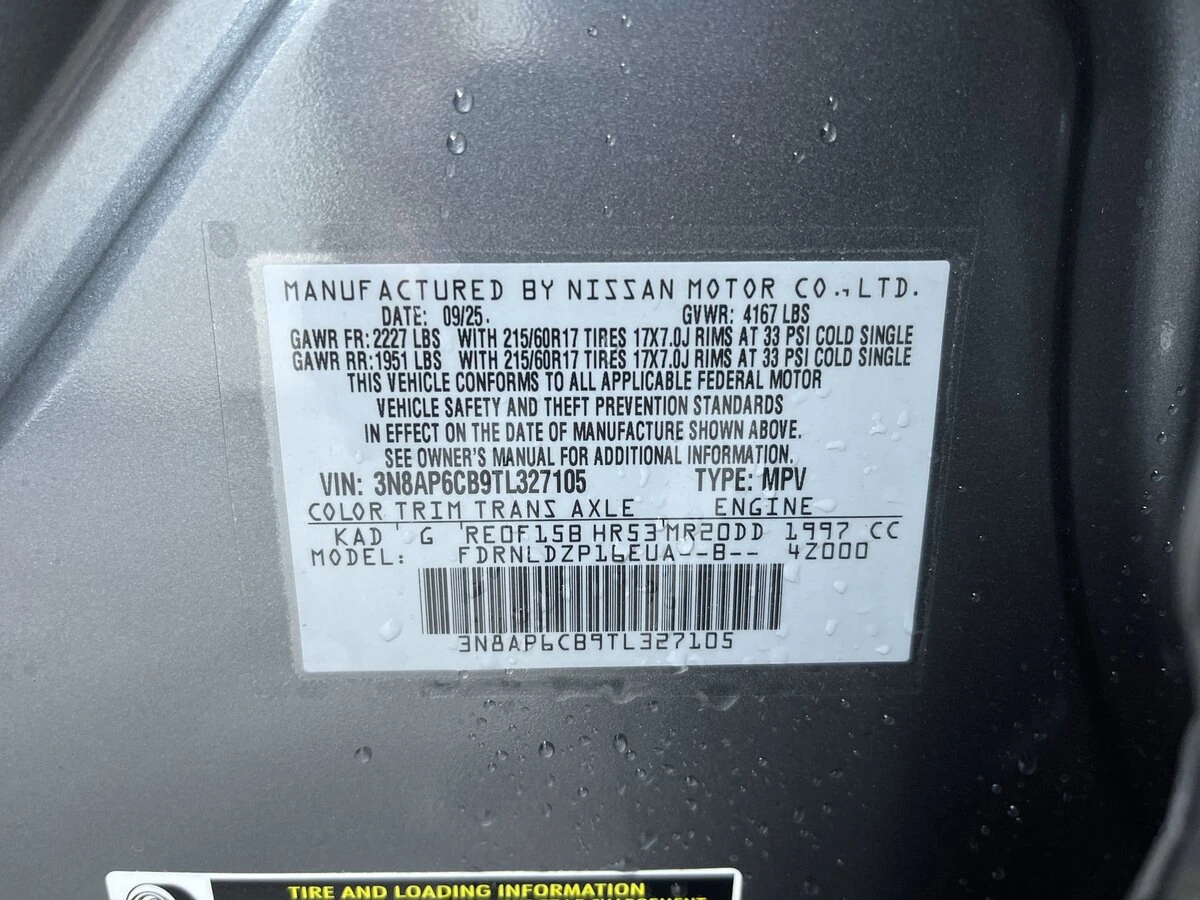 MANUFACTURED BY NISSAN MOTOR CO.,LTD.
DATE: 09/25. GVWR: 4167 LBS
GAWR FR: 2227 LBS WITH 215/60R17 TIRES 17X7.0J RIMS AT 33 PSI COLD SINGLE
GAWR RR: 1951 LBS WITH 215/60R17 TIRES 17X7.0J RIMS AT 33 PSI COLD SINGLE
THIS VEHICLE CONFORMS TO ALL APPLICABLE FEDERAL MOTOR
VEHICLE SAFETY AND THEFT PREVENTION STANDARDS
IN EFFECT ON THE DATE OF MANUFACTURE SHOWN ABOVE.
SEE OWNER'S MANUAL FOR ADDITIONAL INFORMATION.
VIN: 3N8AP6CB9TL327105 TYPE: MPV
COLOR TRIM TRANS AXLE ENGINE
KAD G RE0F15B HR53 MR20DD 1997 CC
MODEL: FDRNLDZP16EUA--B-- 4Z000
3N8AP6CB9TL327105
TIRE AND LOADING INFORMATION